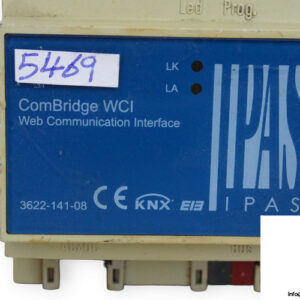 Led Prog.
5469
LK
LA
ComBridge WCI
Web Communication Interface
IPAS
3622-141-08 CE KNX EIB
IPAS